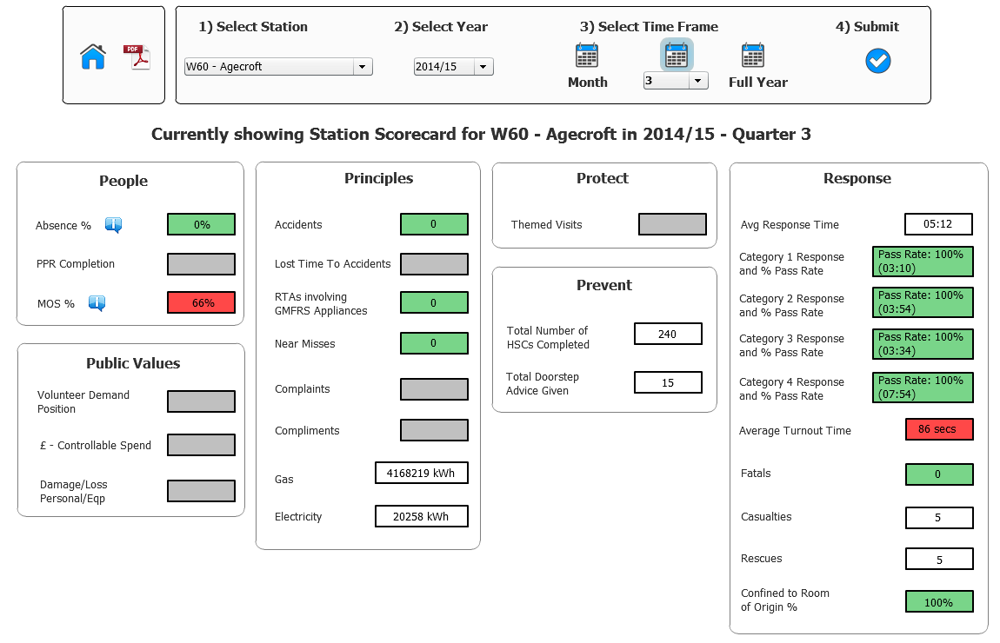 PDF
1) Select Station
2) Select Year
3) Select Time Frame
4) Submit
W60 - Agecroft
2014/15
3
Month
Full Year
Currently showing Station Scorecard for W60 - Agecroft in 2014/15 - Quarter 3
People
Absence %
0%
PPR Completion
MOS %
66%
Public Values
Volunteer Demand
Position
£ - Controllable Spend
Damage/Loss
Personal/Eqp
Principles
Accidents
0
Lost Time To Accidents
RTAs involving
GMFRS Appliances
0
Near Misses
0
Complaints
Compliments
Gas
4168219 kWh
Electricity
20258 kWh
Protect
Themed Visits
Prevent
Total Number of
HSCs Completed
240
Total Doorstep
Advice Given
15
Response
Avg Response Time
05:12
Category 1 Response
and % Pass Rate
Pass Rate: 100%
(03:10)
Category 2 Response
and % Pass Rate
Pass Rate: 100%
(03:54)
Category 3 Response
and % Pass Rate
Pass Rate: 100%
(03:34)
Category 4 Response
and % Pass Rate
Pass Rate: 100%
(07:54)
Average Turnout Time
86 secs
Fatals
0
Casualties
5
Rescues
5
Confined to Room
of Origin %
100%